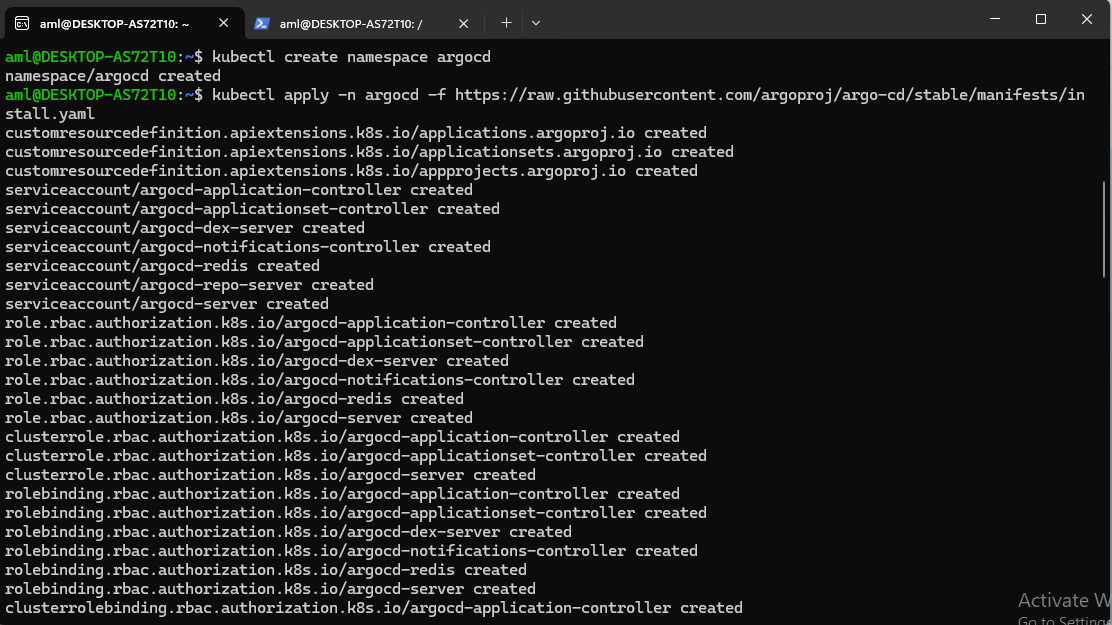 aml@DESKTOP-AS72T10: ~
aml@DESKTOP-AS72T10: /
aml@DESKTOP-AS72T10:~$ kubectl create namespace argocd
namespace/argocd created
aml@DESKTOP-AS72T10:~$ kubectl apply -n argocd -f https://raw.githubusercontent.com/argoproj/argo-cd/stable/manifests/in
stall.yaml
customresourcedefinition.apiextensions.k8s.io/applications.argoproj.io created
customresourcedefinition.apiextensions.k8s.io/applicationsets.argoproj.io created
customresourcedefinition.apiextensions.k8s.io/appprojects.argoproj.io created
serviceaccount/argocd-application-controller created
serviceaccount/argocd-applicationset-controller created
serviceaccount/argocd-dex-server created
serviceaccount/argocd-notifications-controller created
serviceaccount/argocd-redis created
serviceaccount/argocd-repo-server created
serviceaccount/argocd-server created
role.rbac.authorization.k8s.io/argocd-application-controller created
role.rbac.authorization.k8s.io/argocd-applicationset-controller created
role.rbac.authorization.k8s.io/argocd-dex-server created
role.rbac.authorization.k8s.io/argocd-notifications-controller created
role.rbac.authorization.k8s.io/argocd-redis created
role.rbac.authorization.k8s.io/argocd-server created
clusterrole.rbac.authorization.k8s.io/argocd-application-controller created
clusterrole.rbac.authorization.k8s.io/argocd-applicationset-controller created
clusterrole.rbac.authorization.k8s.io/argocd-server created
rolebinding.rbac.authorization.k8s.io/argocd-application-controller created
rolebinding.rbac.authorization.k8s.io/argocd-applicationset-controller created
rolebinding.rbac.authorization.k8s.io/argocd-dex-server created
rolebinding.rbac.authorization.k8s.io/argocd-notifications-controller created
rolebinding.rbac.authorization.k8s.io/argocd-redis created
rolebinding.rbac.authorization.k8s.io/argocd-server created
clusterrolebinding.rbac.authorization.k8s.io/argocd-application-controller created
Activate W
Go to Settings